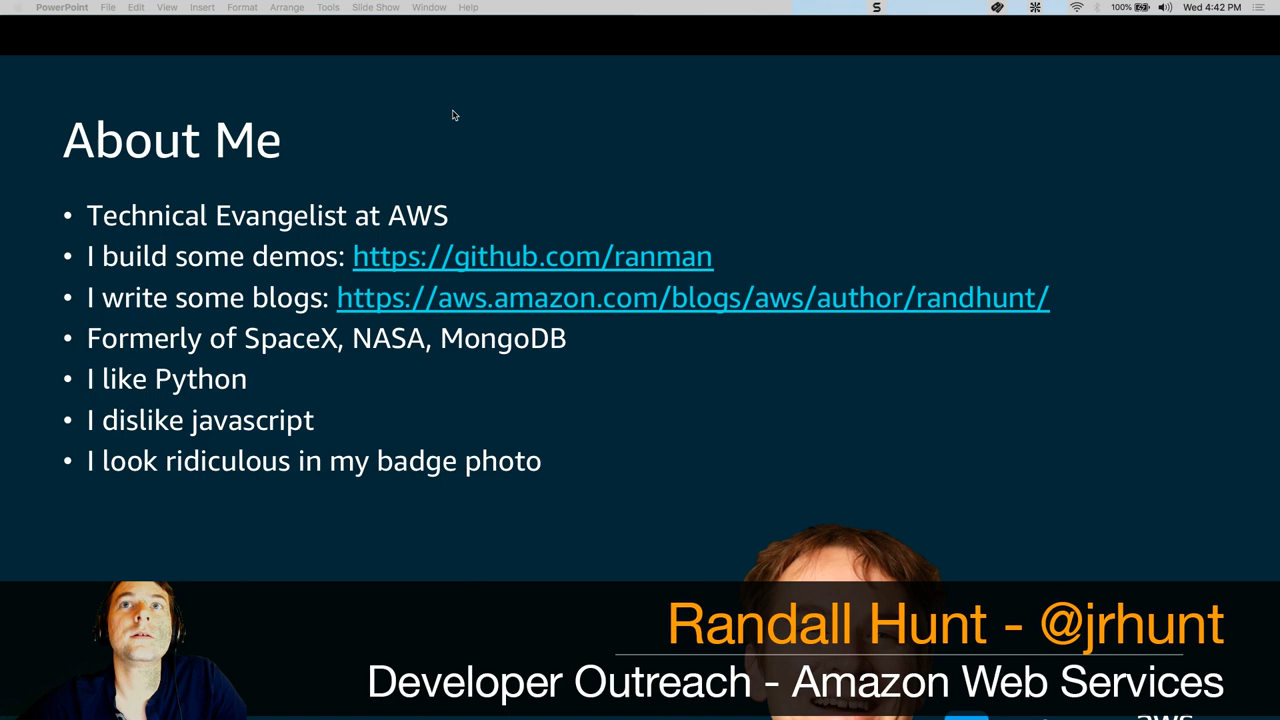 PowerPoint File Edit View Insert Format Arrange Tools Slide Show Window Help S 100% Wed 4:42 PM
About Me
• Technical Evangelist at AWS
• I build some demos: https://github.com/ranman
• I write some blogs: https://aws.amazon.com/blogs/aws/author/randhunt/
• Formerly of SpaceX, NASA, MongoDB
• I like Python
• I dislike javascript
• I look ridiculous in my badge photo
Randall Hunt - @jrhunt
Developer Outreach - Amazon Web Services
aws